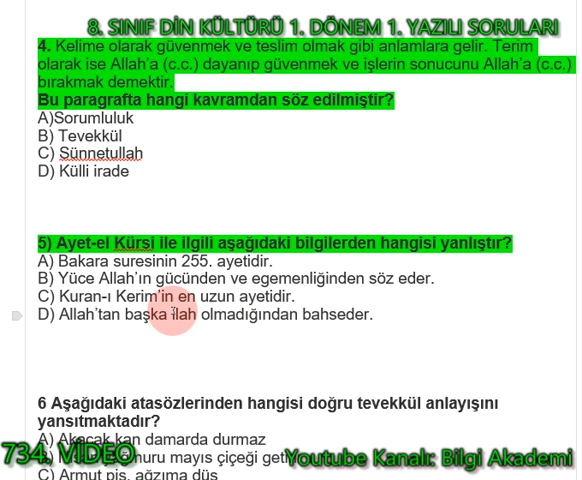 8. SINIF DİN KÜLTÜRÜ 1. DÖNEM 1. YAZILI SORULARI
4. Kelime olarak güvenmek ve teslim olmak gibi anlamlara gelir. Terim
olarak ise Allah'a (c.c.) dayanıp güvenmek ve işlerin sonucunu Allah'a (c.c.)
bırakmak demektir.
Bu paragrafta hangi kavramdan söz edilmiştir?
A)Sorumluluk
B) Tevekkül
C) Sünnetullah
D) Külli irade
5) Ayet-el Kürsi ile ilgili aşağıdaki bilgilerden hangisi yanlıştır?
A) Bakara suresinin 255. ayetidir.
B) Yüce Allah'ın gücünden ve egemenliğinden söz eder.
C) Kuran-ı Kerim'in en uzun ayetidir.
D) Allah'tan başka ilah olmadığından bahseder.
6 Aşağıdaki atasözlerinden hangisi doğru tevekkül anlayışını
yansıtmaktadır?
A) Akacak kan damarda durmaz
mayıs çiçeği
734. VİDEO
Youtube Kanalı: Bilgi Akademi
C) Armut piş, ağzıma düş